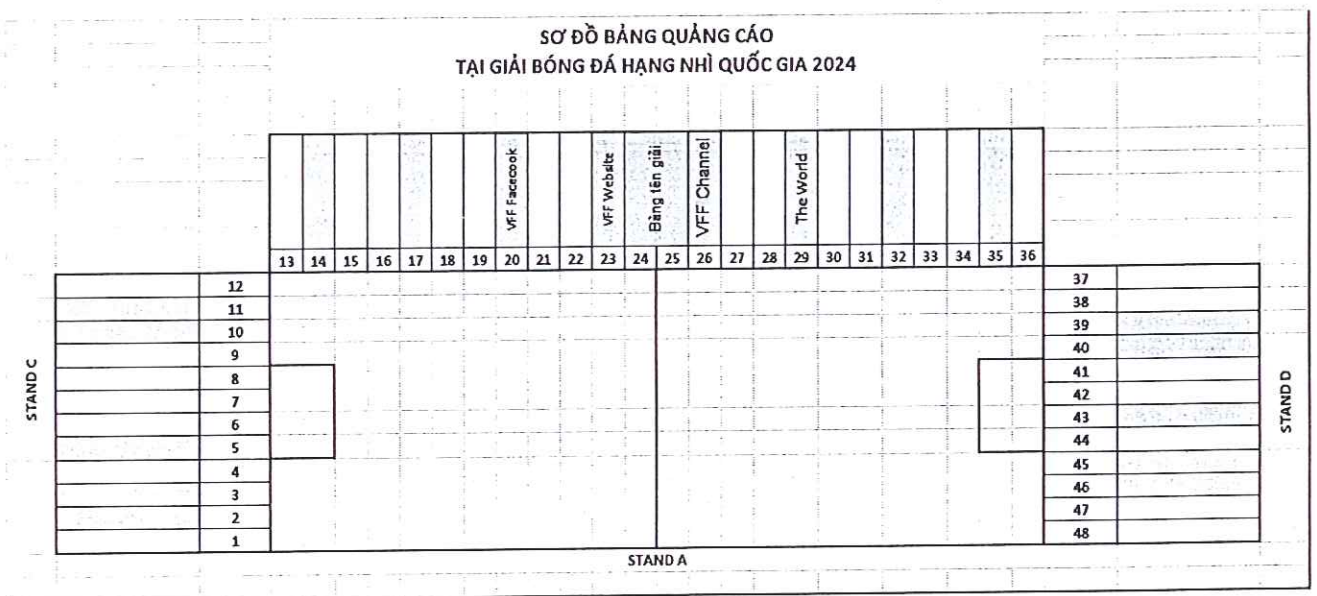 SƠ ĐỒ BẢNG QUẢNG CÁO
TẠI GIẢI BÓNG ĐÁ HẠNG NHÌ QUỐC GIA 2024
VFF Facecook
VFF Website
Bảng tên giải
VFF Channel
The World
13 14 15 16 17 18 19 20 21 22 23 24 25 26 27 28 29 30 31 32 33 34 35 36
12 37
11 38
10 39
9 40
8 41
7 42
6 43
5 44
4 45
3 46
2 47
1 48
STAND C
STAND D
STAND A